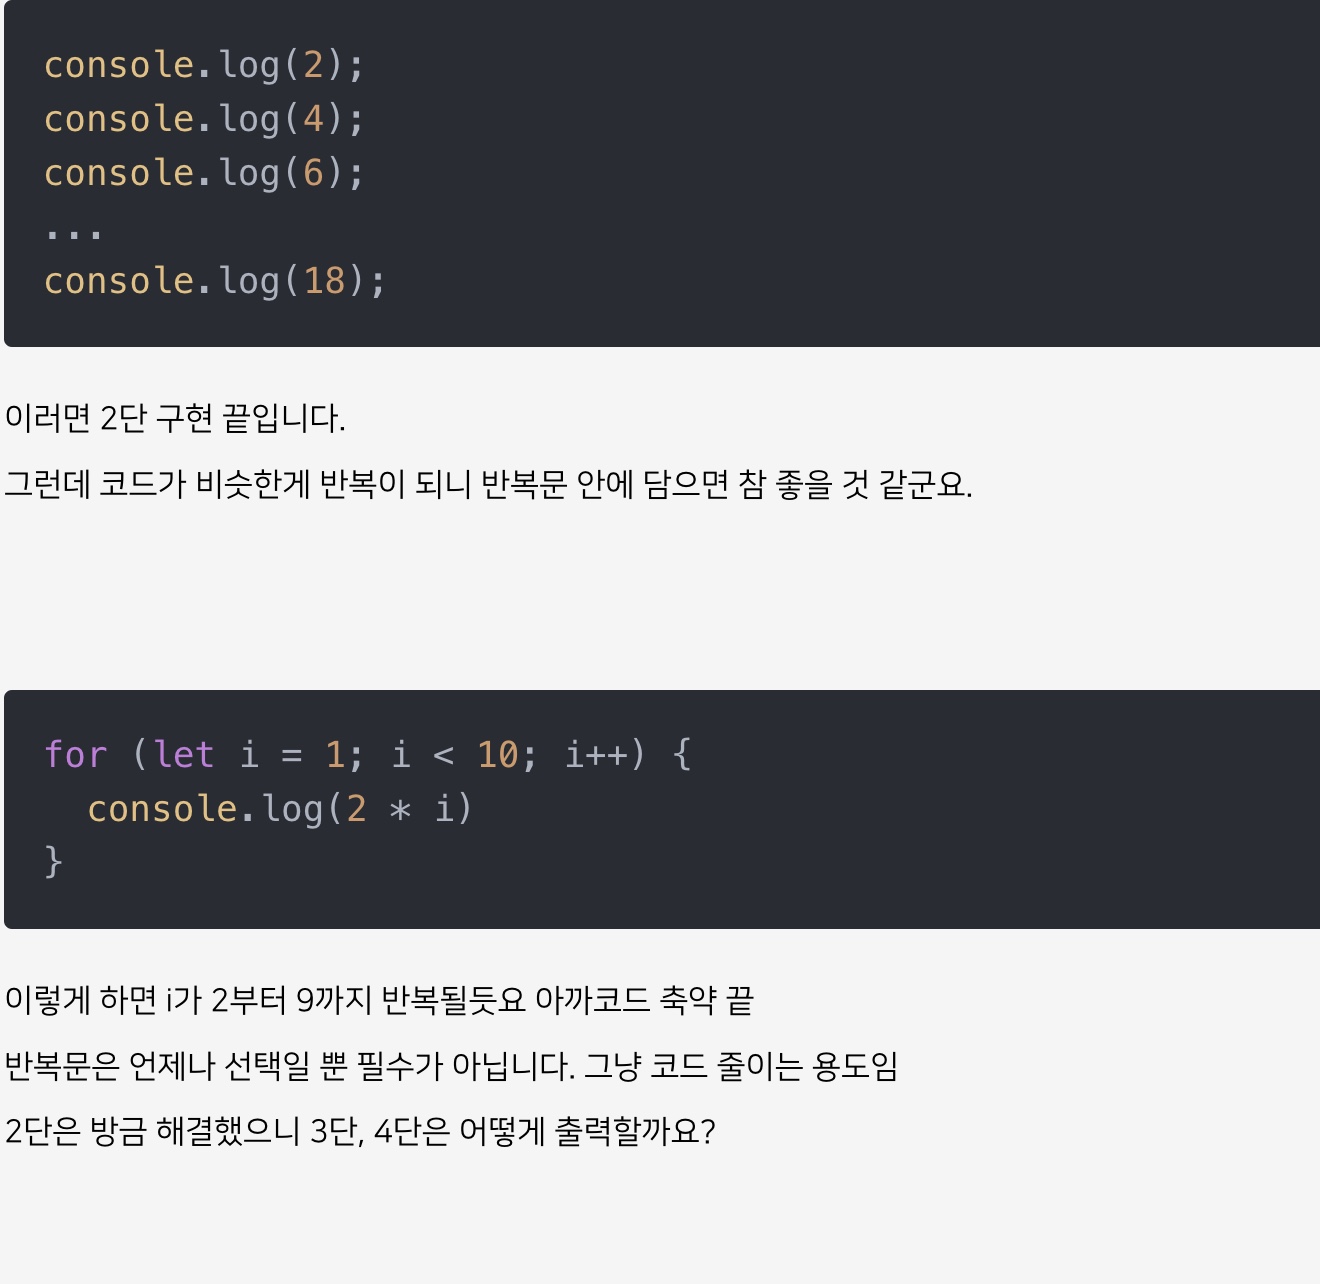 console.log(2);
console.log(4);
console.log(6);
...
console.log(18);
이러면 2단 구현 끝입니다.
그런데 코드가 비슷한게 반복이 되니 반복문 안에 담으면 참 좋을 것 같군요.
for (let i = 1; i < 10; i++) {
  console.log(2 * i)
}
이렇게 하면 i가 2부터 9까지 반복될듯요 아까코드 축약 끝
반복문은 언제나 선택일 뿐 필수가 아닙니다. 그냥 코드 줄이는 용도임
2단은 방금 해결했으니 3단, 4단은 어떻게 출력할까요?